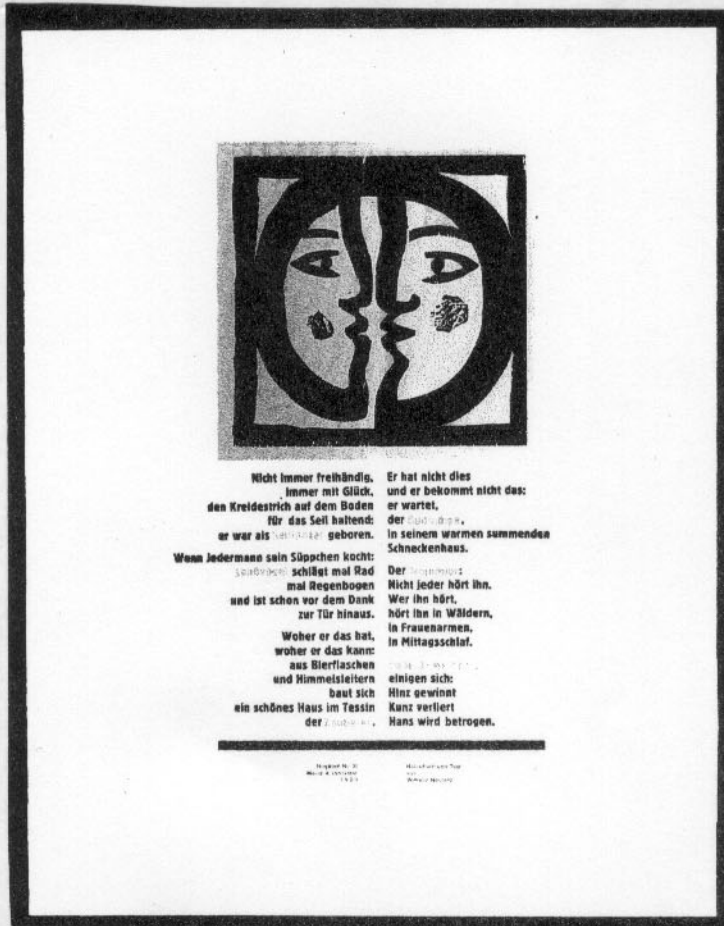 Nicht immer freihändig,
immer mit Glück,
den Kreidestrich auf dem Boden
für das Seil haltend:
er war als geboren.
Wenn Jedermann sein Süppchen kocht:
schlägt mal Rad
mal Regenbogen
und ist schon vor dem Dank
zur Tür hinaus.
Woher er das hat,
woher er das kann:
aus Bierflaschen
und Himmelsleitern
baut sich
ein schönes Haus im Tessin
der
Er hat nicht dies
und er bekommt nicht das:
er wartet,
der
in seinem warmen summenden
Schneckenhaus.
Der
Nicht jeder hört ihn.
Wer ihn hört,
hört ihn in Wäldern,
in Frauenarmen,
in Mittagsschlaf.
einigen sich:
Hinz gewinnt
Kunz verliert
Hans wird betrogen.